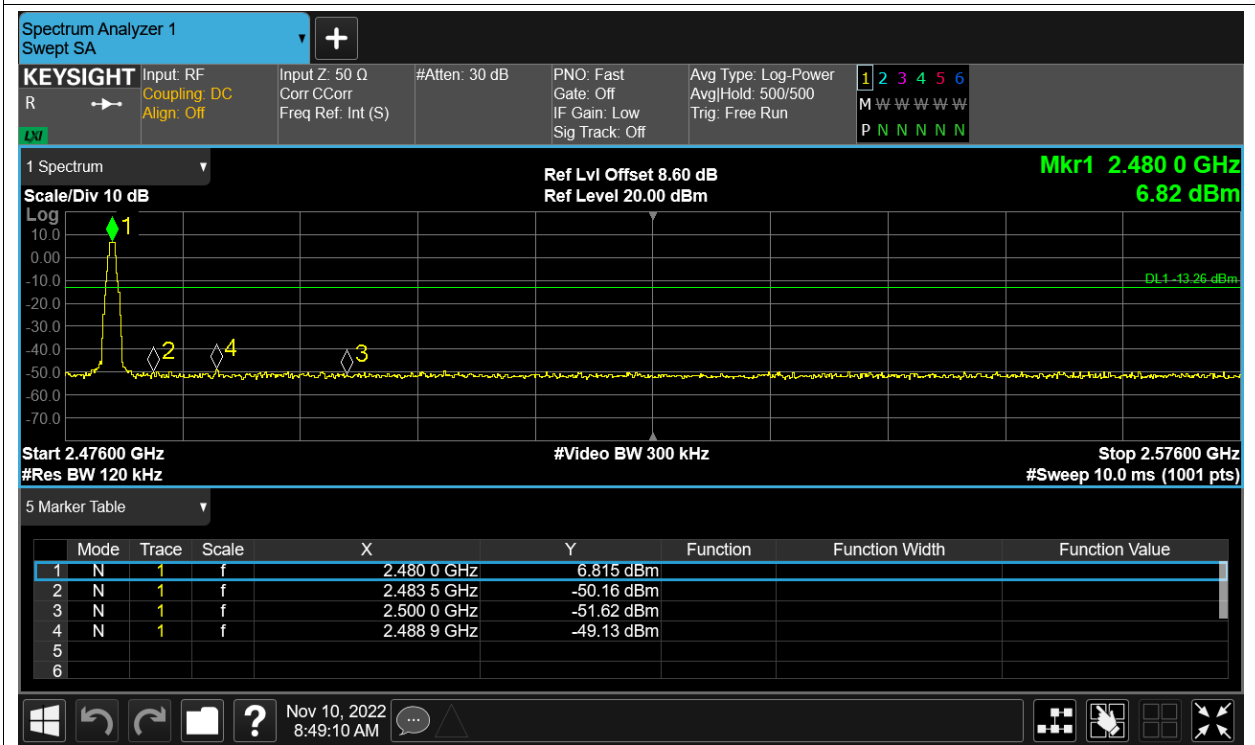 Spectrum Analyzer 1
Swept SA
KEYSIGHT Input: RF Input Z: 50 Ω #Atten: 30 dB PNO: Fast Avg Type: Log-Power 1 2 3 4 5 6
R Coupling: DC Corr CCorr Gate: Off Avg|Hold: 500/500 M W W W W W
Align: Off Freq Ref: Int (S) IF Gain: Low Trig: Free Run
LXI Sig Track: Off P N N N N N
1 Spectrum Ref Lvl Offset 8.60 dB Mkr1 2.480 0 GHz
Scale/Div 10 dB Ref Level 20.00 dBm 6.82 dBm
Log
1
10.0
0.00
-10.0 DL1 -13.26 dBm
-20.0
-30.0
-40.0 2 4 3
-50.0
-60.0
-70.0
Start 2.47600 GHz #Video BW 300 kHz Stop 2.57600 GHz
#Res BW 120 kHz #Sweep 10.0 ms (1001 pts)
5 Marker Table
Mode Trace Scale X Y Function Function Width Function Value
1 N 1 f 2.480 0 GHz 6.815 dBm
2 N 1 f 2.483 5 GHz -50.16 dBm
3 N 1 f 2.500 0 GHz -51.62 dBm
4 N 1 f 2.488 9 GHz -49.13 dBm
5
6
? Nov 10, 2022
8:49:10 AM